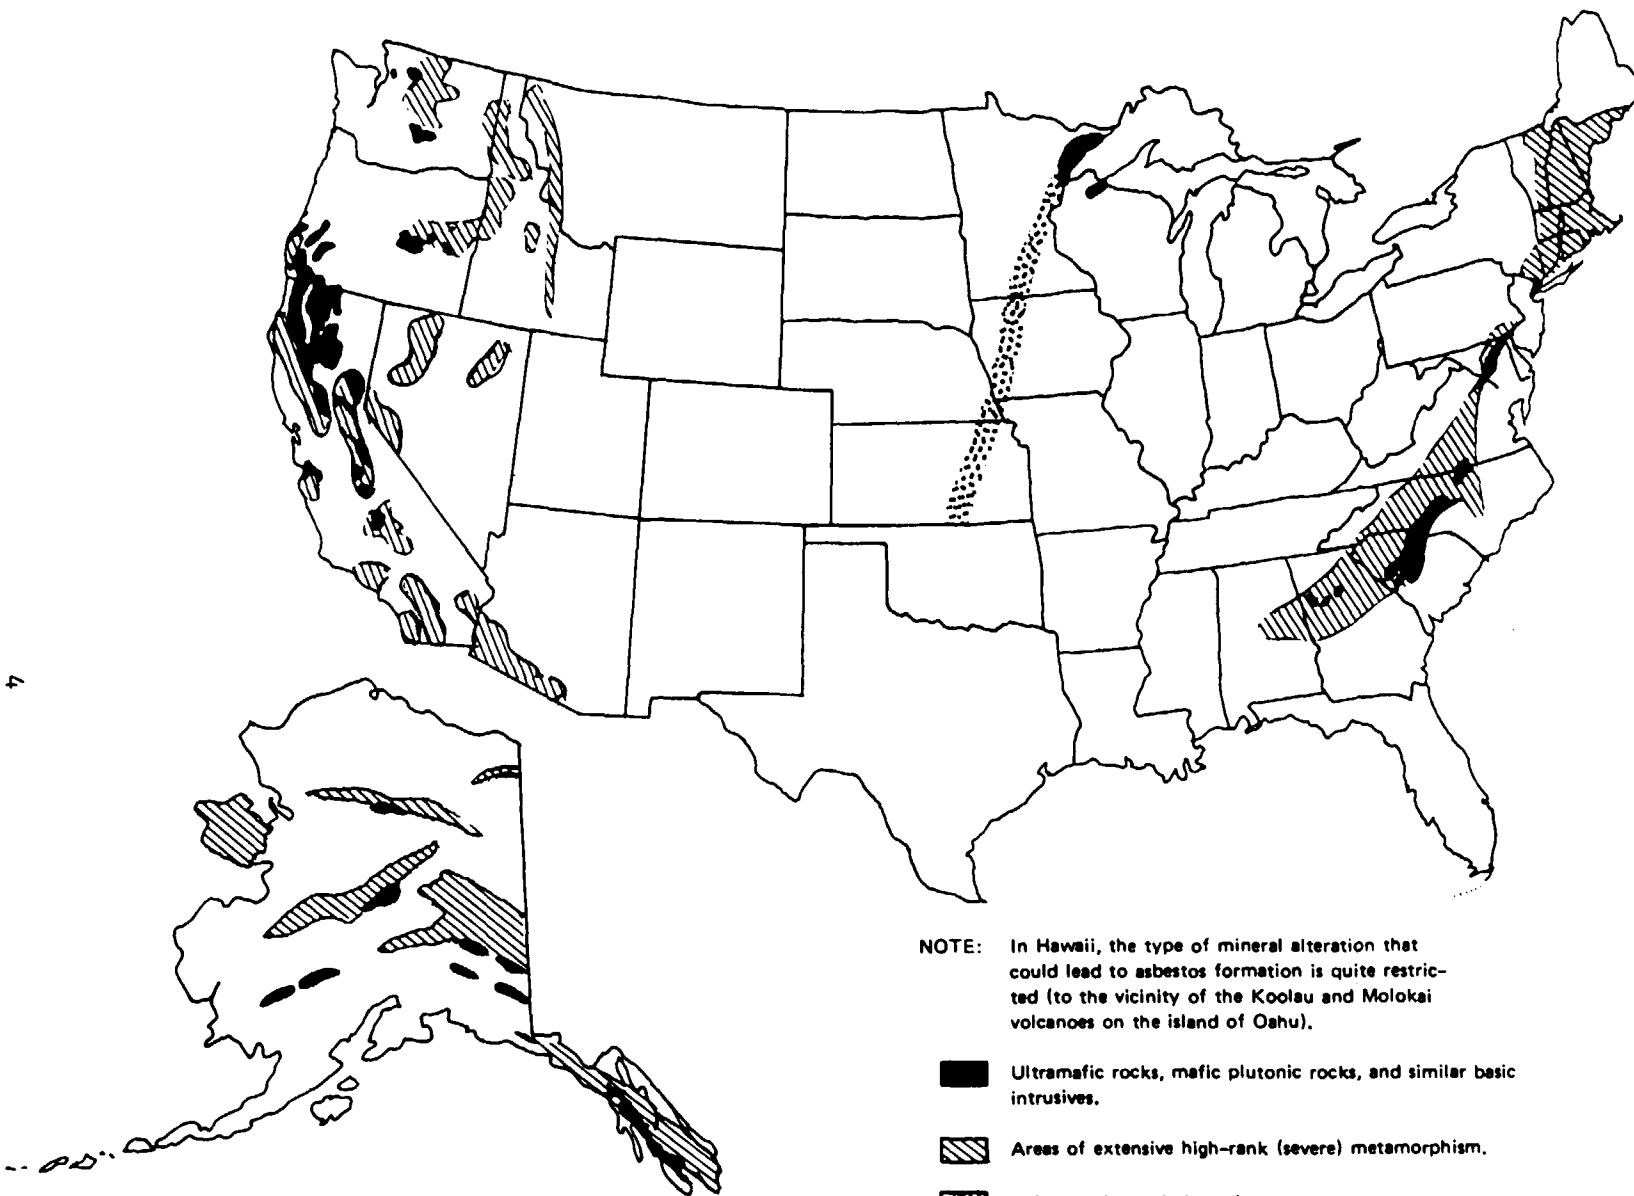 4
NOTE: In Hawaii, the type of mineral alteration that
could lead to asbestos formation is quite restric-
ted (to the vicinity of the Koolau and Molokai
volcanoes on the island of Oahu).
Ultramafic rocks, mafic plutonic rocks, and similar basic
intrusives.
Areas of extensive high-rank (severe) metamorphism.